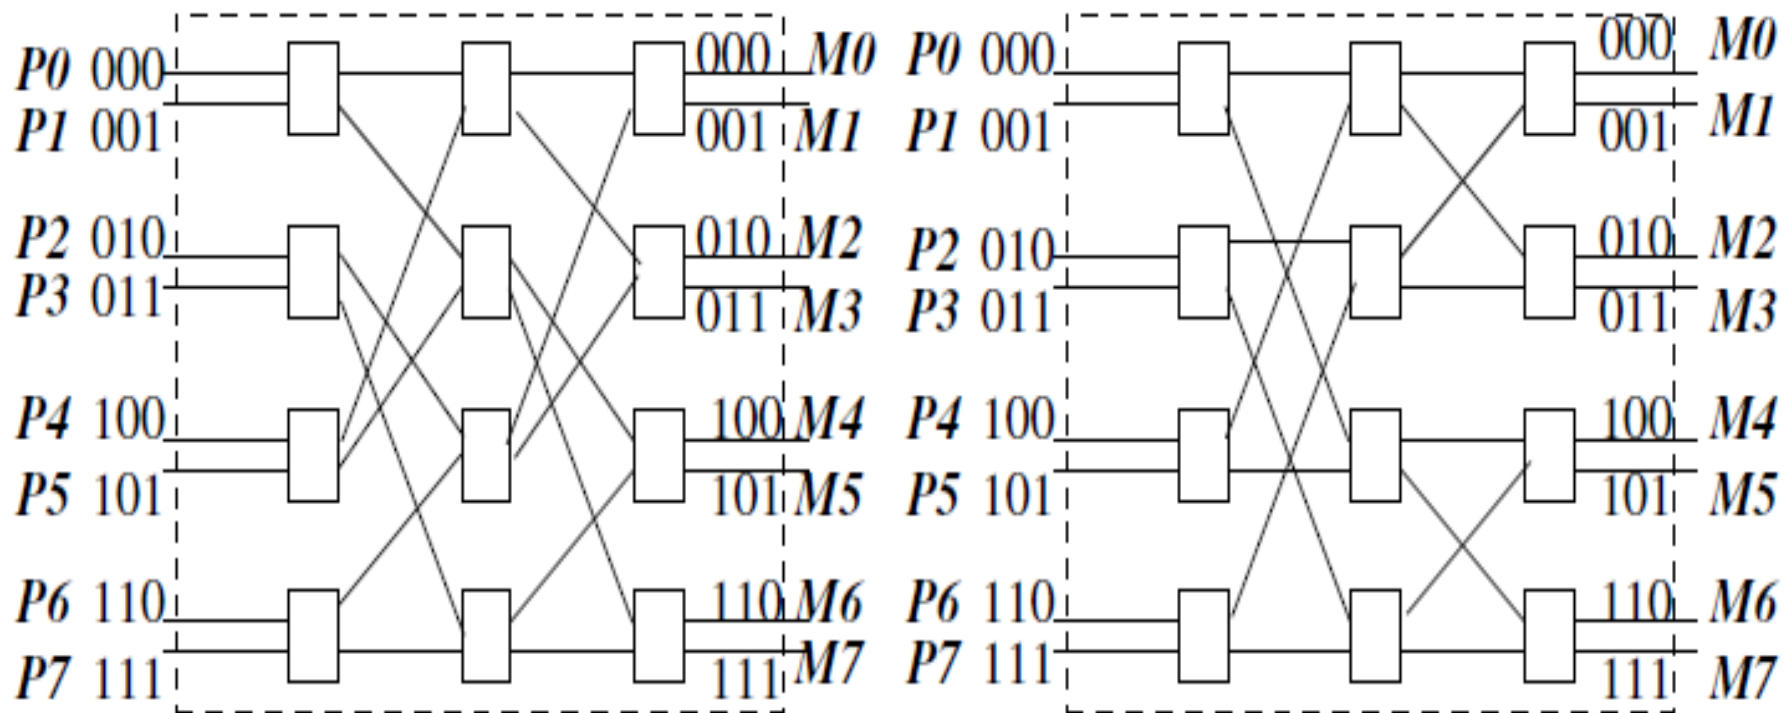 P0 000 000 M0 P0 000 000 M0
P1 001 001 M1 P1 001 001 M1
P2 010 010 M2 P2 010 010 M2
P3 011 011 M3 P3 011 011 M3
P4 100 100 M4 P4 100 100 M4
P5 101 101 M5 P5 101 101 M5
P6 110 110 M6 P6 110 110 M6
P7 111 111 M7 P7 111 111 M7